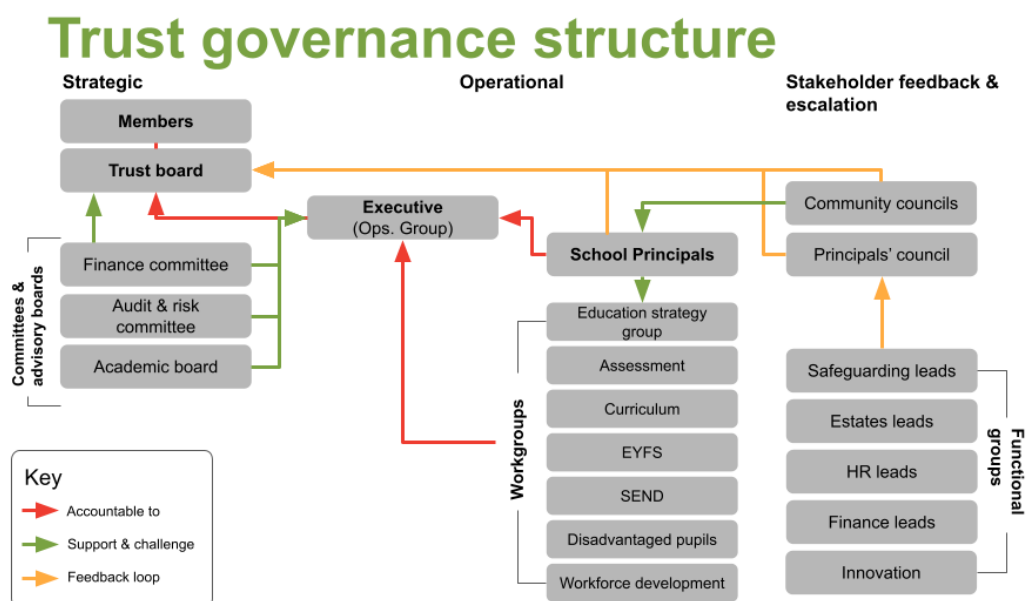 Trust governance structure
Strategic
Operational
Stakeholder feedback &
escalation
Members
Trust board
Executive
(Ops. Group)
Community councils
School Principals
Principals' council
Committees &
advisory boards
Finance committee
Audit & risk
committee
Academic board
Workgroups
Education strategy
group
Assessment
Curriculum
EYFS
SEND
Disadvantaged pupils
Workforce development
Safeguarding leads
Estates leads
HR leads
Finance leads
Innovation
Functional
groups
Key
Accountable to
Support & challenge
Feedback loop